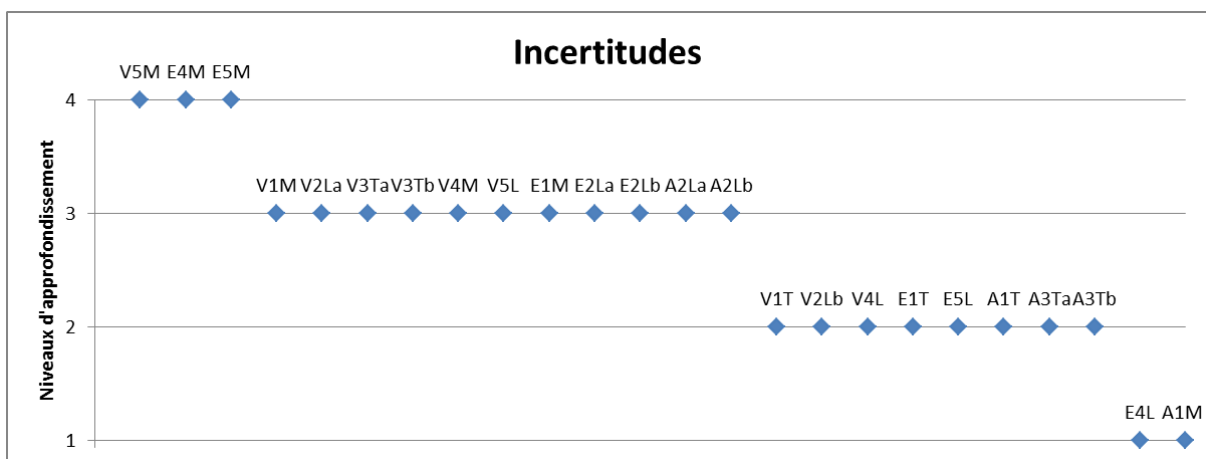 Incertitudes
Niveaux d'approfondissement
4
V5M E4M E5M
3
V1M V2La V3Ta V3Tb V4M V5L E1M E2La E2Lb A2La A2Lb
2
V1T V2Lb V4L E1T E5L A1T A3Ta A3Tb
1
E4L A1M